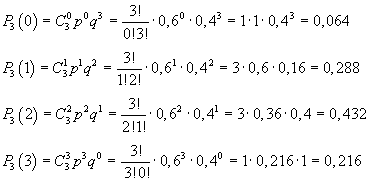 P₃(0) = C₃⁰p⁰q³ = 3!/0!3! · 0,6⁰ · 0,4³ = 1·1·0,4³ = 0,064
P₃(1) = C₃¹p¹q² = 3!/1!2! · 0,6¹ · 0,4² = 3·0,6·0,16 = 0,288
P₃(2) = C₃²p²q¹ = 3!/2!1! · 0,6² · 0,4¹ = 3·0,36·0,4 = 0,432
P₃(3) = C₃³p³q⁰ = 3!/3!0! · 0,6³ · 0,4⁰ = 1·0,216·1 = 0,216